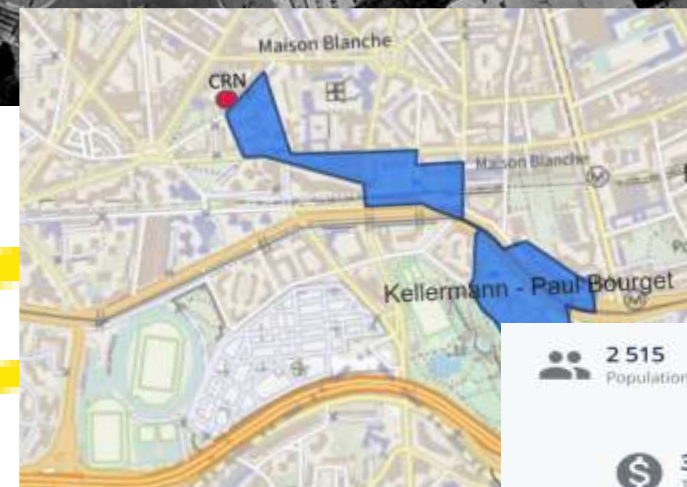 Maison Blanche
CRN
Maison Blanche
Kellermann - Paul Bourget
2 515
Population